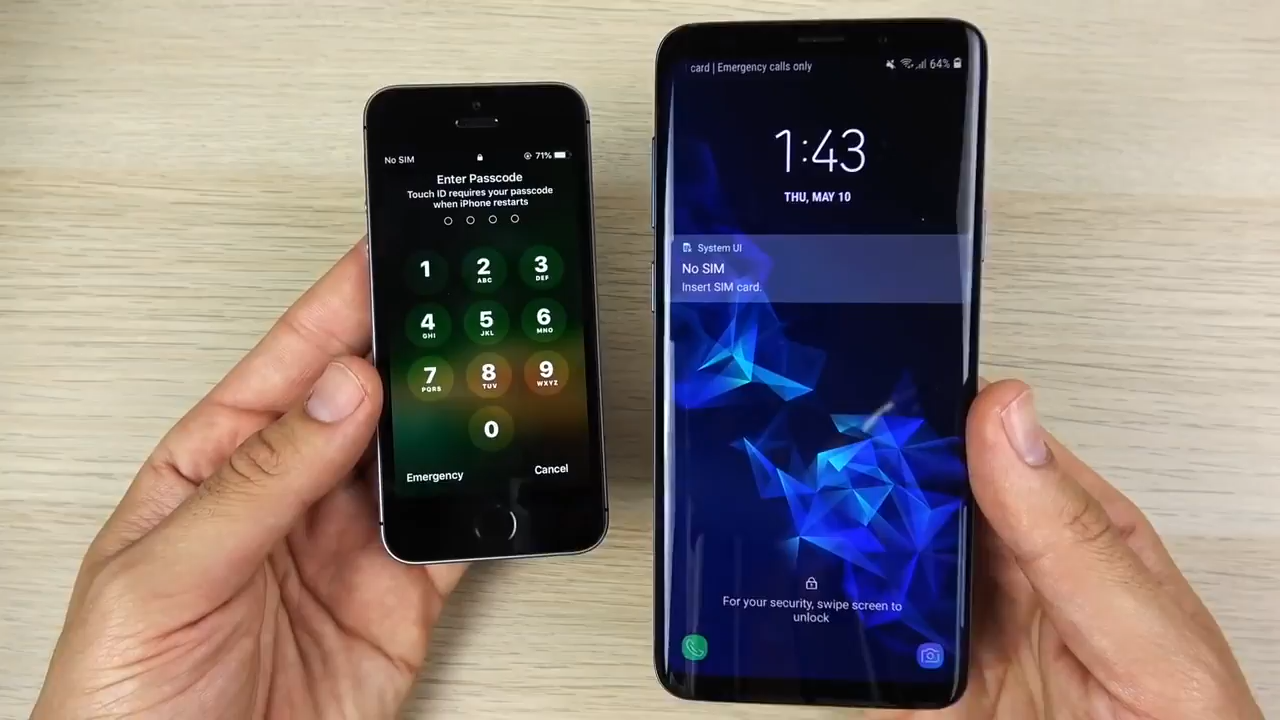 No SIM
71%
Enter Passcode
Touch ID requires your passcode
when iPhone restarts
1
2
ABC
3
DEF
4
GHI
5
JKL
6
MNO
7
PQRS
8
TUV
9
WXYZ
0
Emergency
Cancel
card | Emergency calls only
64%
1:43
THU, MAY 10
System UI
No SIM
Insert SIM card.
For your security, swipe screen to
unlock